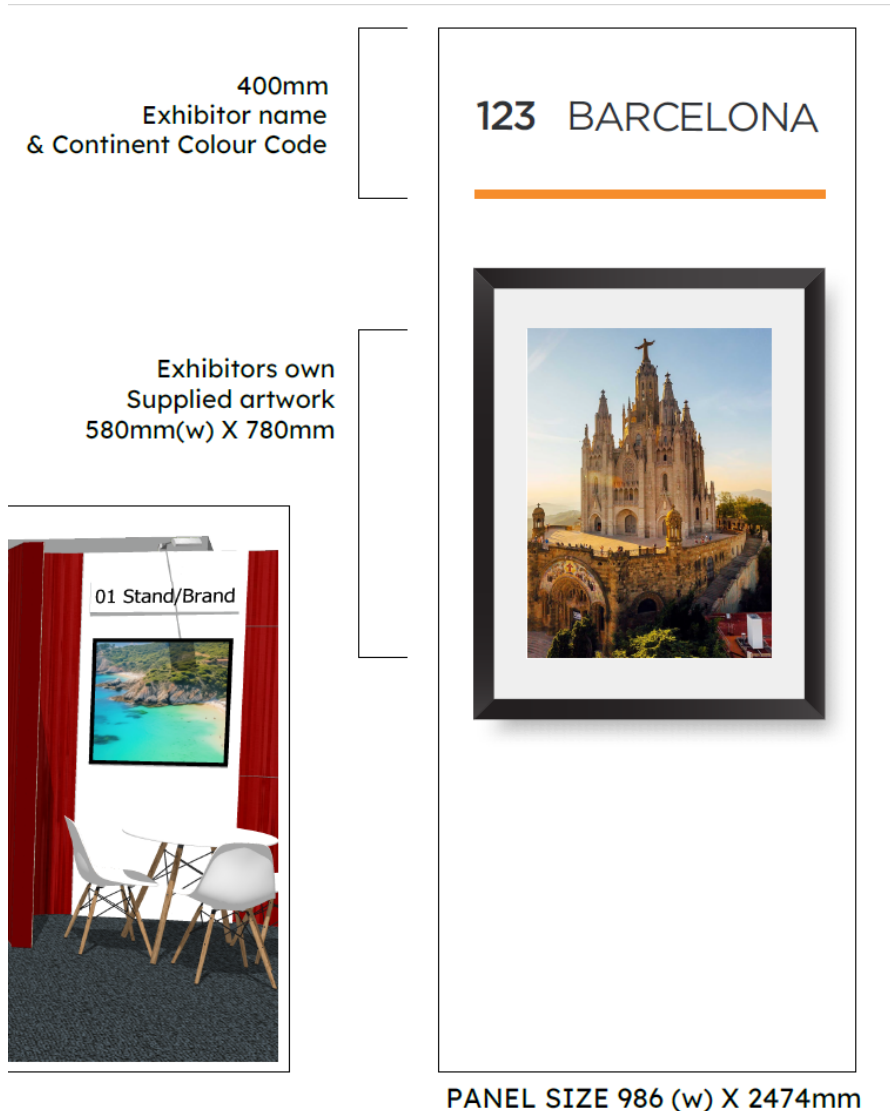 400mm
Exhibitor name
& Continent Colour Code
123 BARCELONA
Exhibitors own
Supplied artwork
580mm(w) X 780mm
01 Stand/Brand
PANEL SIZE 986 (w) X 2474mm